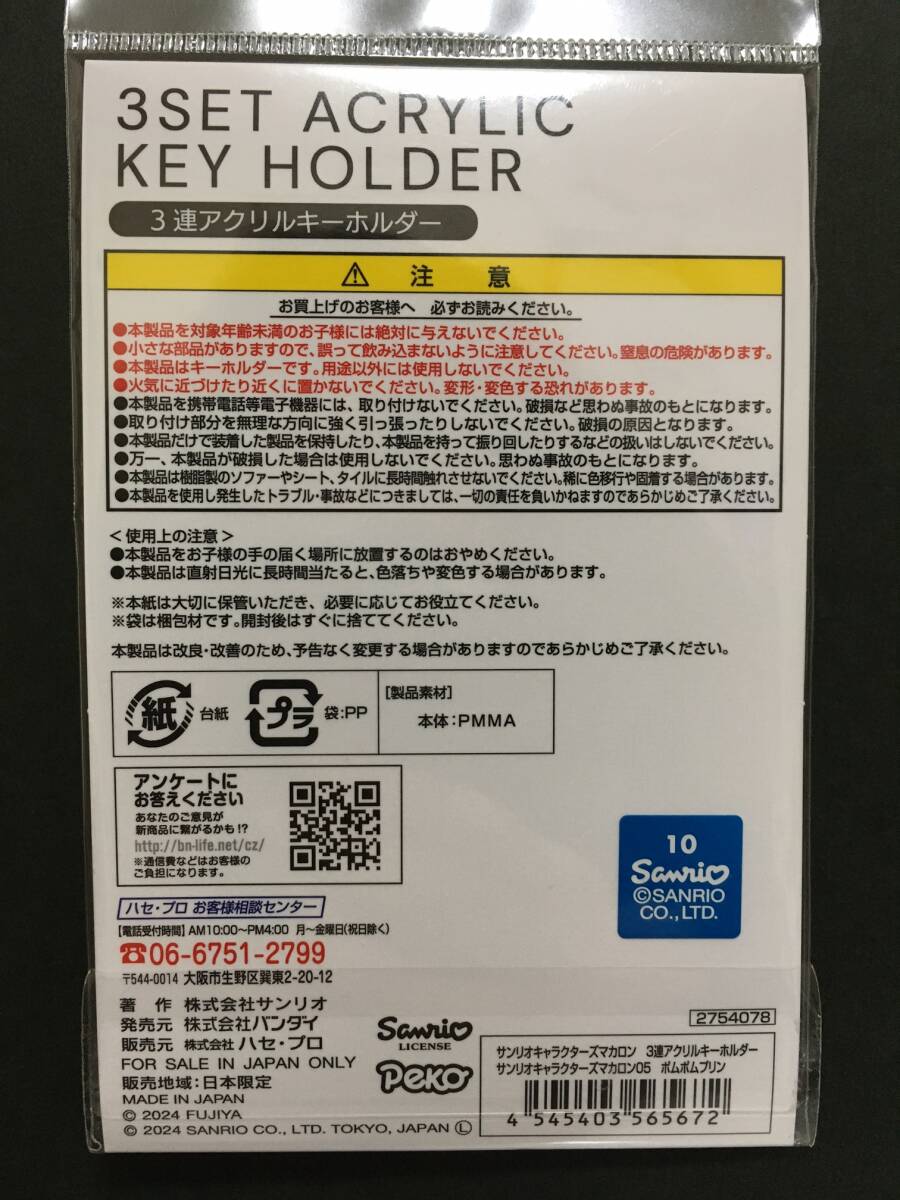 3SET ACRYLIC
KEY HOLDER
3連アクリルキーホルダー
注 意
お買上げのお客様へ 必ずお読みください。
●本製品を対象年齢未満のお子様には絶対に与えないでください。
●小さな部品がありますので、誤って飲み込まないように注意してください。窒息の危険があります。
●本製品はキーホルダーです。用途以外には使用しないでください。
●火気に近づけたり近くに置かないでください。変形・変色する恐れがあります。
●本製品を携帯電話等電子機器には、取り付けないでください。破損など思わぬ事故のもとになります。
●取り付け部分を無理な方向に強く引っ張ったりしないでください。破損の原因となります。
●本製品だけで装着した製品を保持したり、本製品を持って振り回したりするなどの扱いはしないでください。
●万一、本製品が破損した場合は使用しないでください。思わぬ事故のもとになります。
●本製品は樹脂製のソファーやシート、タイルに長時間触れさせないでください。稀に色移行や固着する場合があります。
●本製品を使用し発生したトラブル・事故などにつきましては、一切の責任を負いかねますのであらかじめご了承ください。
<使用上の注意>
●本製品をお子様の手の届く場所に放置するのはおやめください。
●本製品は直射日光に長時間当たると、色落ちや変色する場合があります。
※本紙は大切に保管いただき、必要に応じてお役立てください。
※袋は梱包材です。開封後はすぐに捨ててください。
本製品は改良・改善のため、予告なく変更する場合がありますのであらかじめご了承ください。
紙 台紙 プラ 袋:PP
[製品素材]
本体:PMMA
アンケートに
お答えください
あなたのご意見が
新商品に繋がるかも!?
http://bn-life.net/cz/
※通信費などはお客様の
ご負担になります。
10
Sanrio
©SANRIO
CO.,LTD.
ハセ・プロ お客様相談センター
【電話受付時間】AM10:00~PM4:00 月~金曜日(祝日除く)
☎06-6751-2799
〒544-0014 大阪市生野区巽東2-20-12
著 作 株式会社サンリオ
発売元 株式会社バンダイ
販売元 株式会社ハセ・プロ
FOR SALE IN JAPAN ONLY
販売地域:日本限定
MADE IN JAPAN
© 2024 FUJIYA
© 2024 SANRIO CO., LTD. TOKYO, JAPAN Ⓛ
Sanrio
LICENSE
PeKo
2754078
サンリオキャラクターズマカロン 3連アクリルキーホルダー
サンリオキャラクターズマカロン05 ポムポムプリン
4 545403 565672